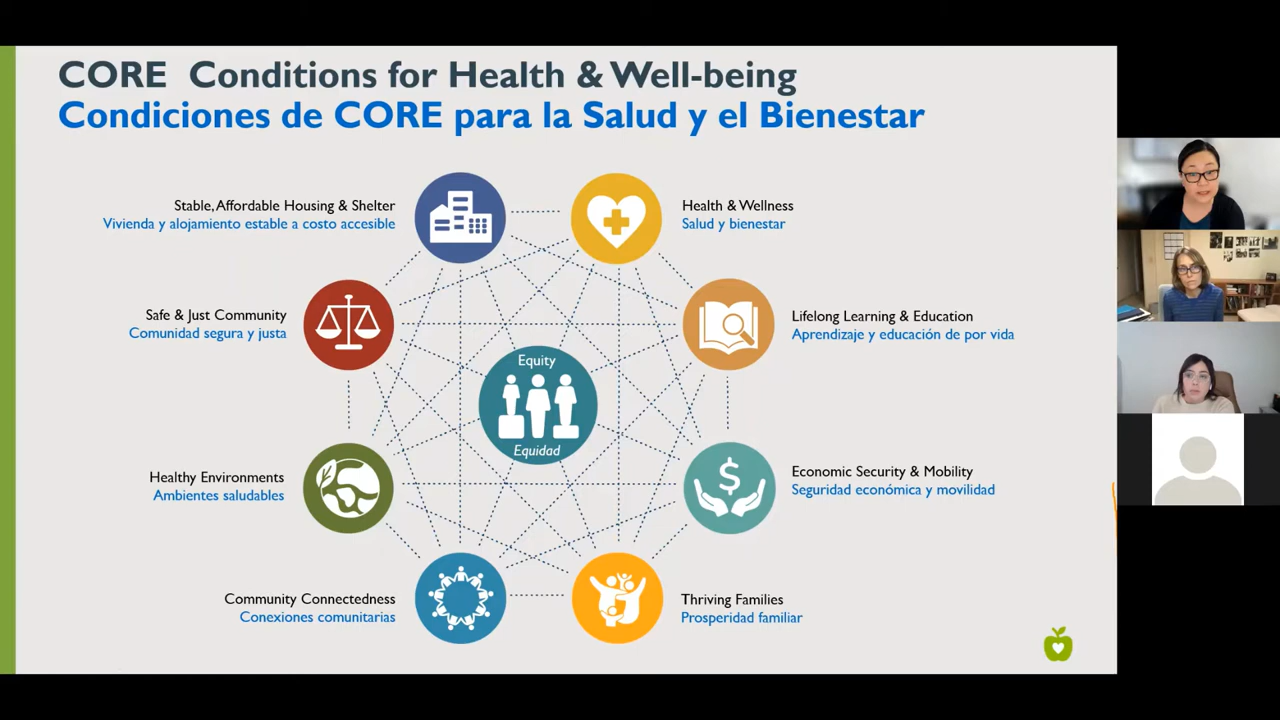 CORE Conditions for Health & Well-being
Condiciones de CORE para la Salud y el Bienestar
Stable, Affordable Housing & Shelter
Vivienda y alojamiento estable a costo accesible
Health & Wellness
Salud y bienestar
Safe & Just Community
Comunidad segura y justa
Lifelong Learning & Education
Aprendizaje y educación de por vida
Equity
Equidad
Healthy Environments
Ambientes saludables
$
Economic Security & Mobility
Seguridad económica y movilidad
Community Connectedness
Conexiones comunitarias
Thriving Families
Prosperidad familiar